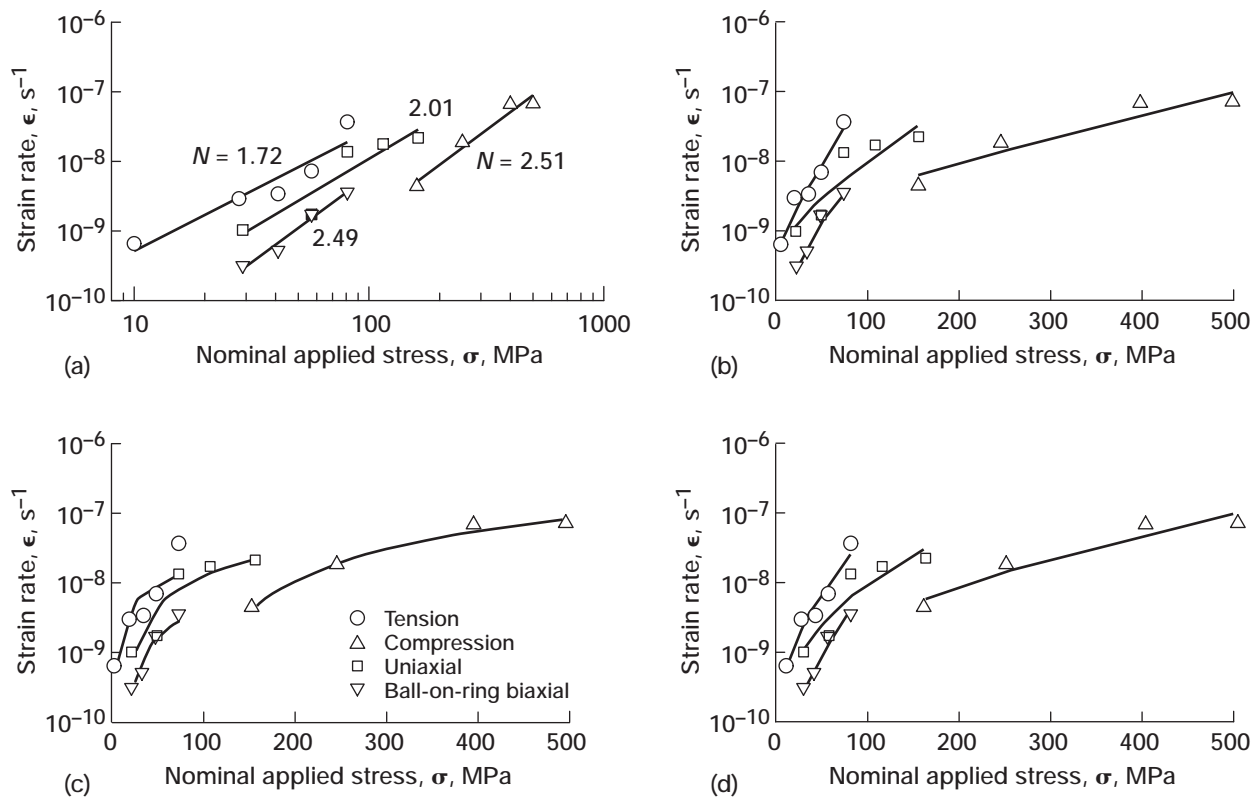 10⁻⁶
10⁻⁷
10⁻⁸
10⁻⁹
10⁻¹⁰
Strain rate, ϵ, s⁻¹
N = 1.72
2.01
N = 2.51
2.49
10 100 1000
Nominal applied stress, σ, MPa
(a)
10⁻⁶
10⁻⁷
10⁻⁸
10⁻⁹
10⁻¹⁰
Strain rate, ϵ, s⁻¹
0 100 200 300 400 500
Nominal applied stress, σ, MPa
(b)
10⁻⁶
10⁻⁷
10⁻⁸
10⁻⁹
10⁻¹⁰
Strain rate, ϵ, s⁻¹
Tension
Compression
Uniaxial
Ball-on-ring biaxial
0 100 200 300 400 500
Nominal applied stress, σ, MPa
(c)
10⁻⁶
10⁻⁷
10⁻⁸
10⁻⁹
10⁻¹⁰
Strain rate, ϵ, s⁻¹
0 100 200 300 400 500
Nominal applied stress, σ, MPa
(d)